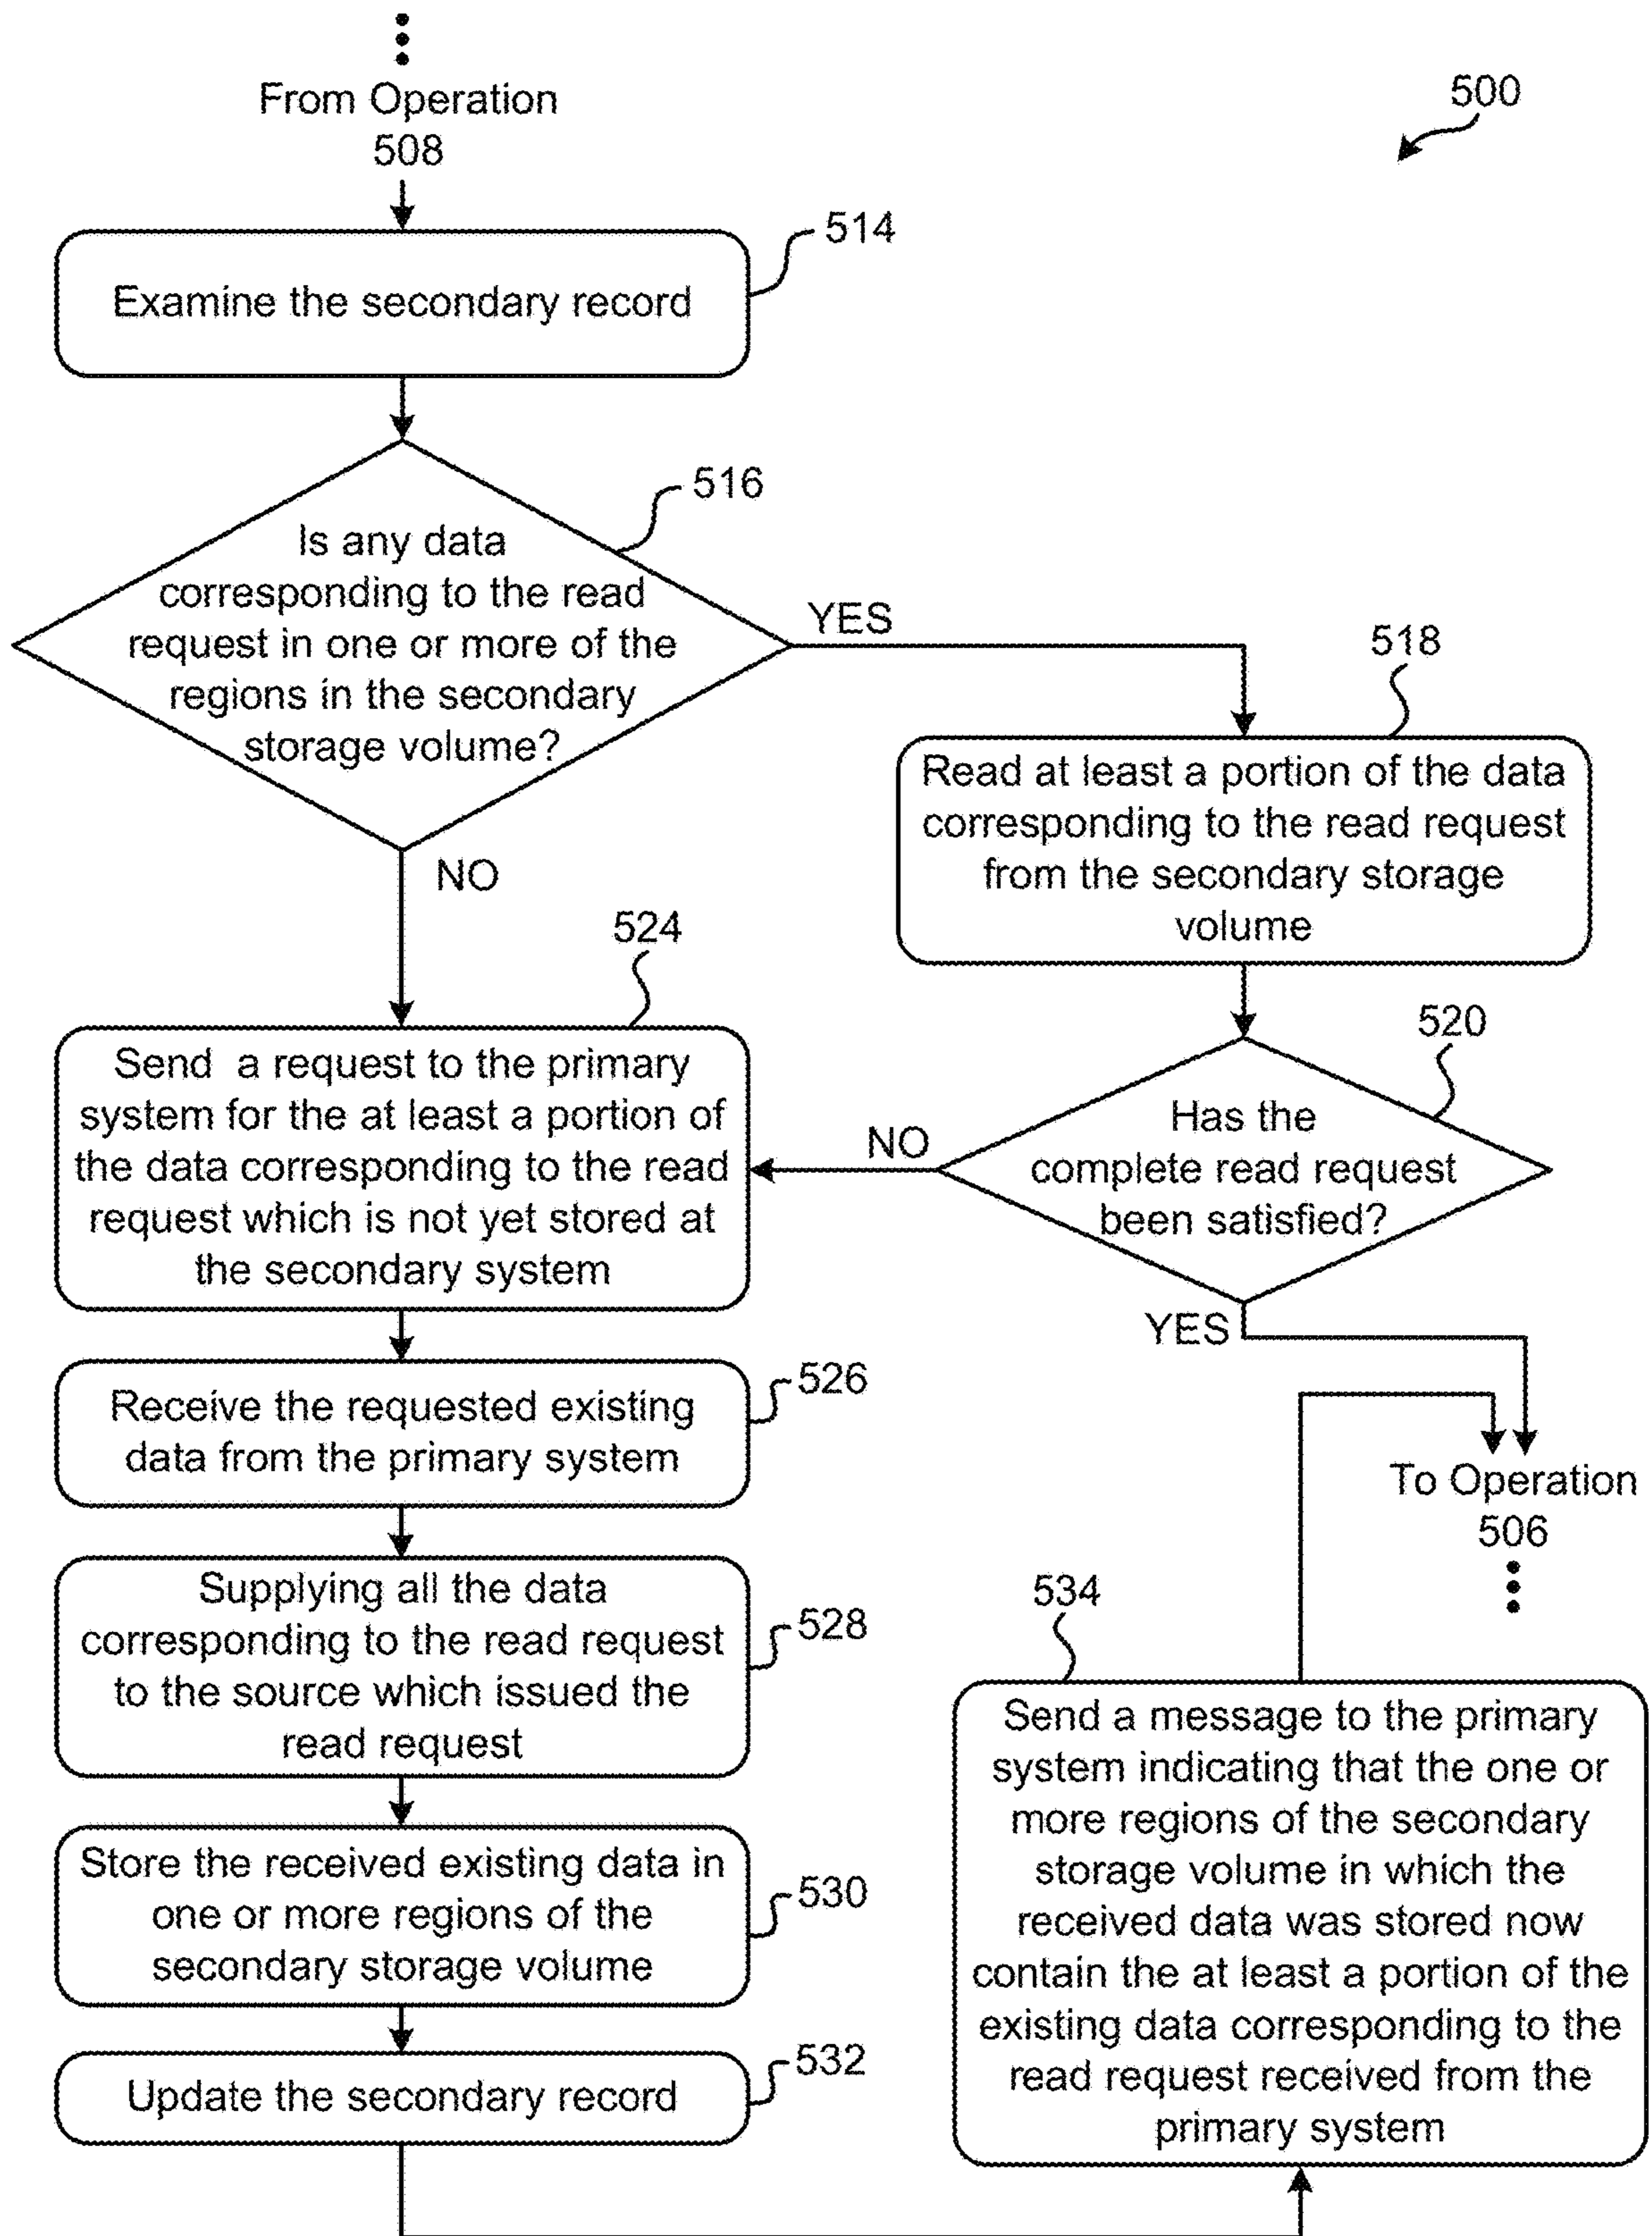 From Operation
508
500
514
Examine the secondary record
516
Is any data
corresponding to the read
request in one or more of the
regions in the secondary
storage volume?
YES
NO
518
Read at least a portion of the data
corresponding to the read request
from the secondary storage
volume
524
Send a request to the primary
system for the at least a portion of
the data corresponding to the read
request which is not yet stored at
the secondary system
520
Has the
complete read request
been satisfied?
NO
YES
526
Receive the requested existing
data from the primary system
To Operation
506
528
Supplying all the data
corresponding to the read request
to the source which issued the
read request
530
Store the received existing data in
one or more regions of the
secondary storage volume
532
Update the secondary record
534
Send a message to the primary
system indicating that the one or
more regions of the secondary
storage volume in which the
received data was stored now
contain the at least a portion of the
existing data corresponding to the
read request received from the
primary system